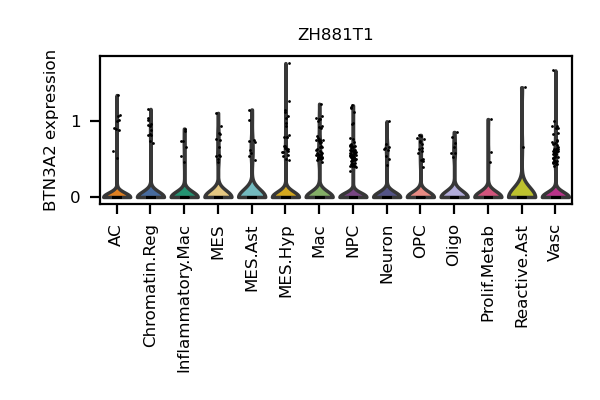 ZH881T1
BTN3A2 expression
1
0
AC
Chromatin.Reg
Inflammatory.Mac
MES
MES.Ast
MES.Hyp
Mac
NPC
Neuron
OPC
Oligo
Prolif.Metab
Reactive.Ast
Vasc